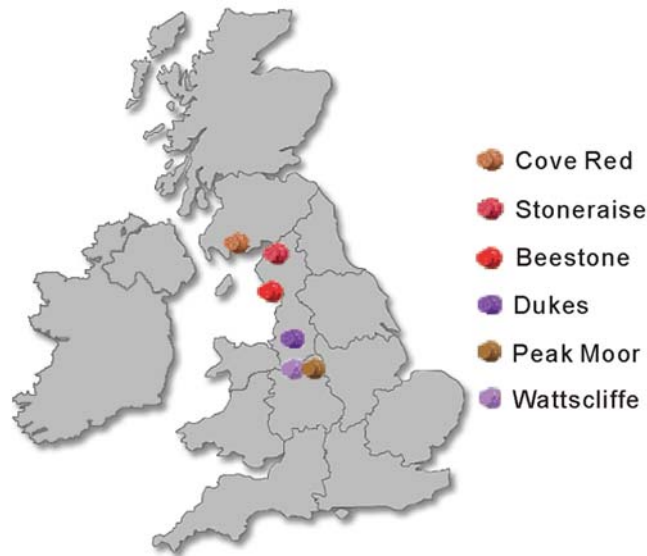 Cove Red
Stoneraise
Beestone
Dukes
Peak Moor
Wattscliffe